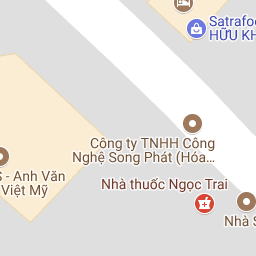 Satrafoo
HỮU KH
Công ty TNHH Công
Nghệ Song Phát (Hóa…
S - Anh Văn
Việt Mỹ
Nhà thuốc Ngọc Trai
Nhà S